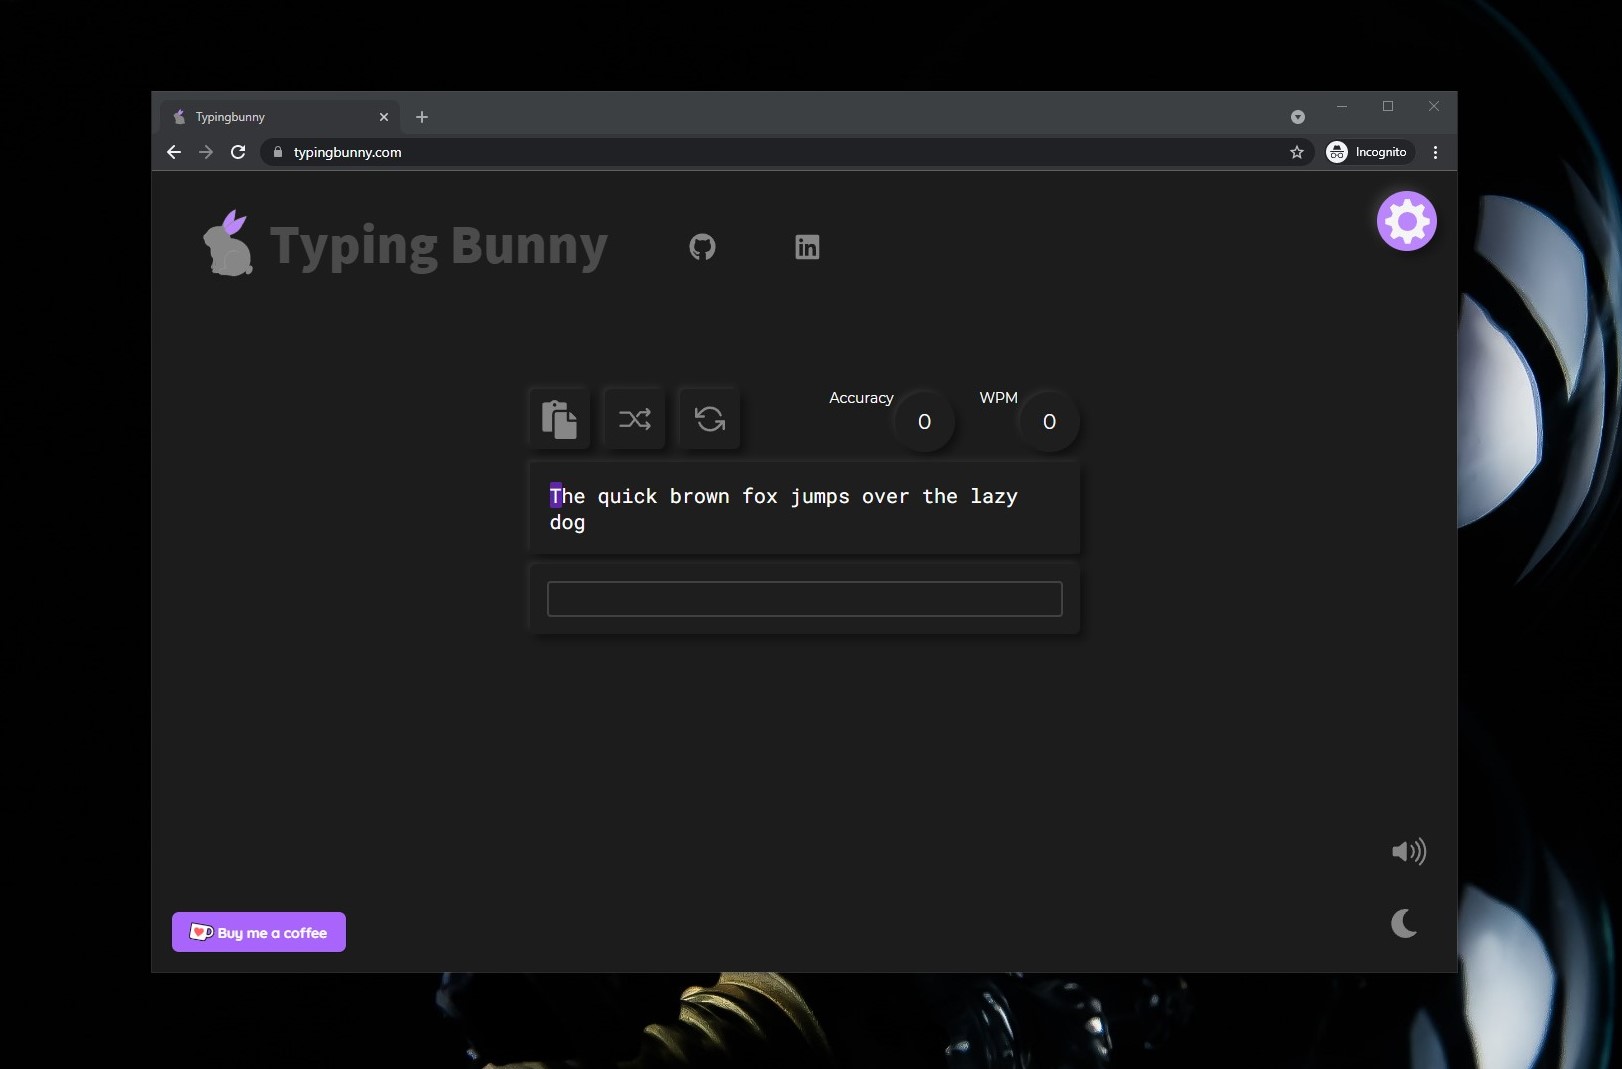 Typingbunny
typingbunny.com
Incognito
Typing Bunny
in
Accuracy
0
WPM
0
The quick brown fox jumps over the lazy
dog
Buy me a coffee